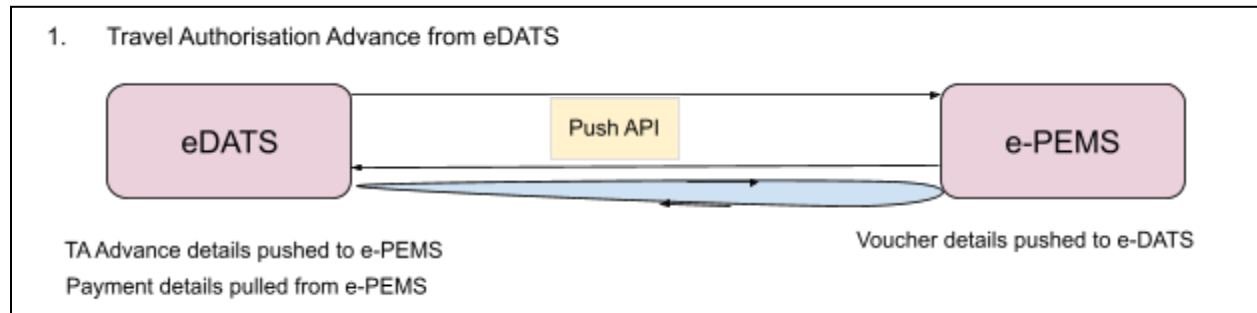 1. Travel Authorisation Advance from eDATS
Push API
eDATS
e-PEMS
TA Advance details pushed to e-PEMS
Voucher details pushed to e-DATS
Payment details pulled from e-PEMS